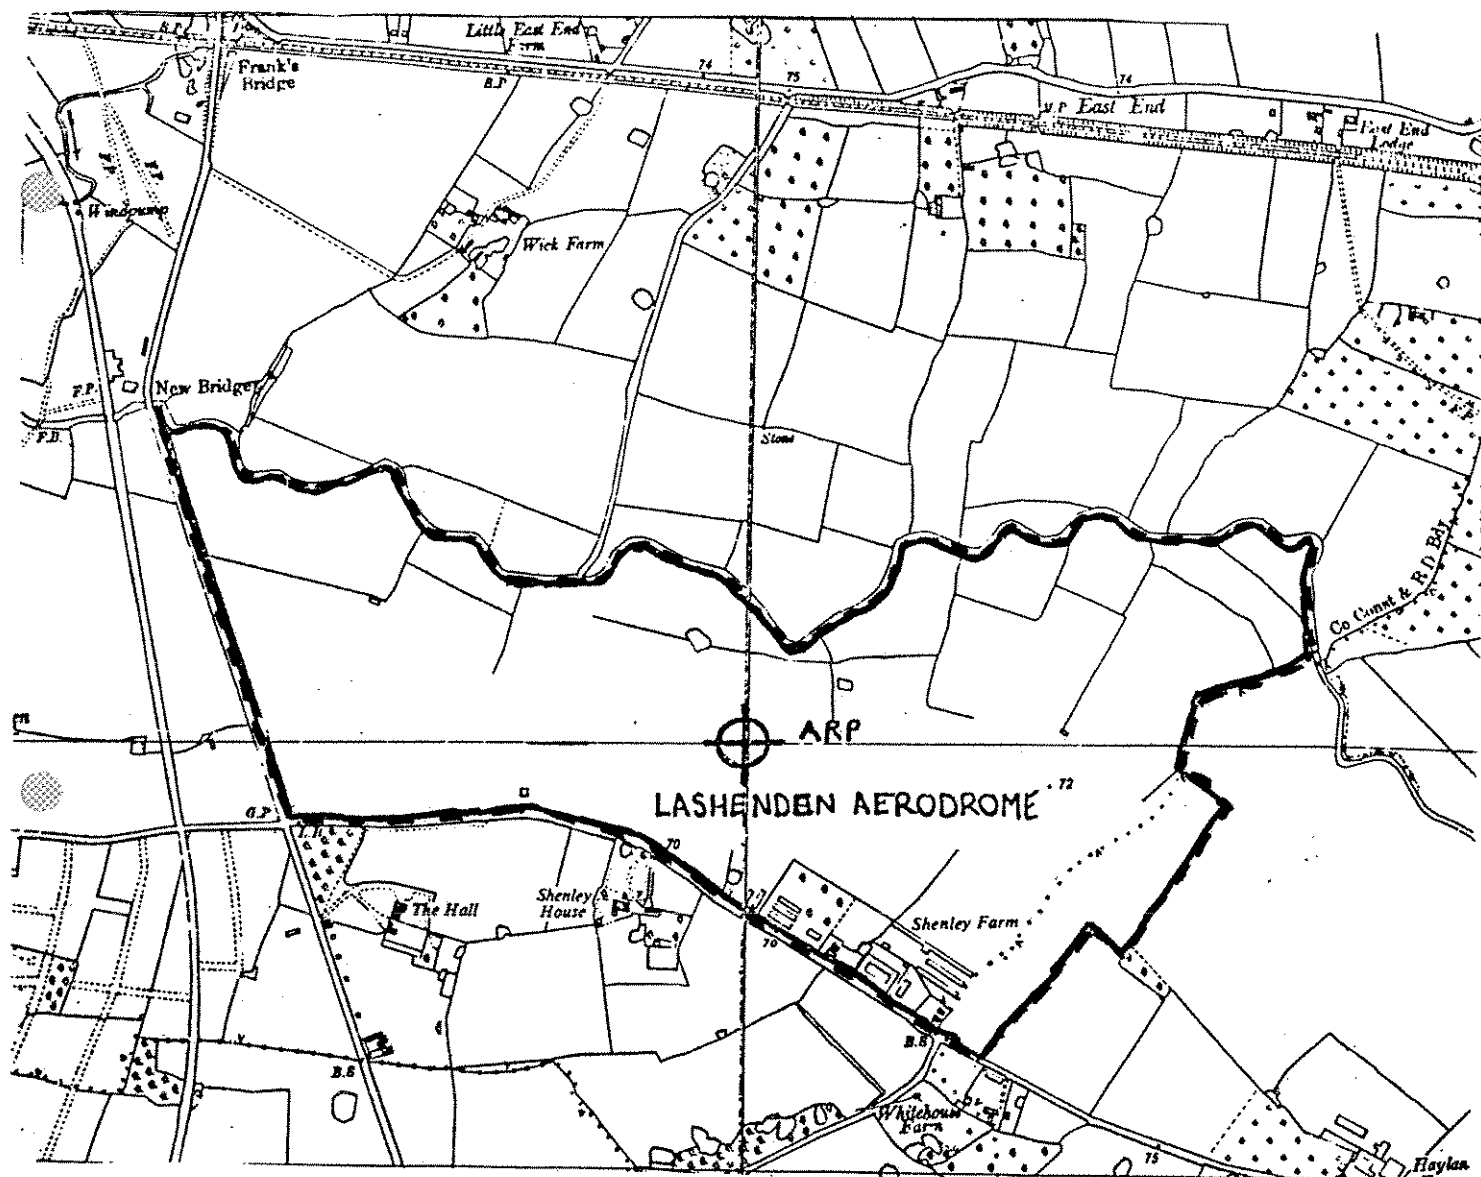 B.P.
Little East End
Farm
Frank's
Bridge
B.P
74
75
74
M.P
East End
East End
Lodge
Windpump
Wick Farm
F.P.
New Bridge
F.B.
Stone
Co Const & R D Bdy
ARP
LASHENDEN AERODROME
72
G.P
70
The Hall
Shenley
House
Shenley Farm
70
B.S
B.S
Whitehouse
Farm
75
Haylan